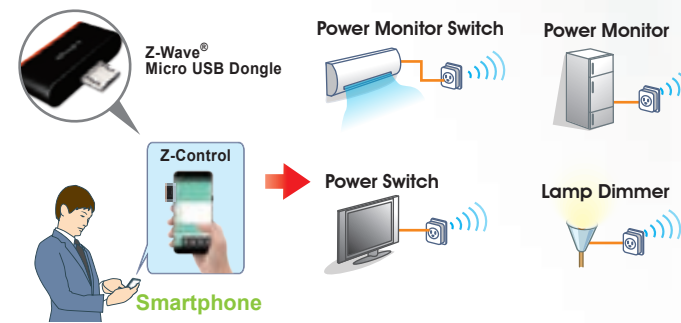 Z-Wave®
Micro USB Dongle
Power Monitor Switch
Power Monitor
Z-Control
Power Switch
Lamp Dimmer
Smartphone